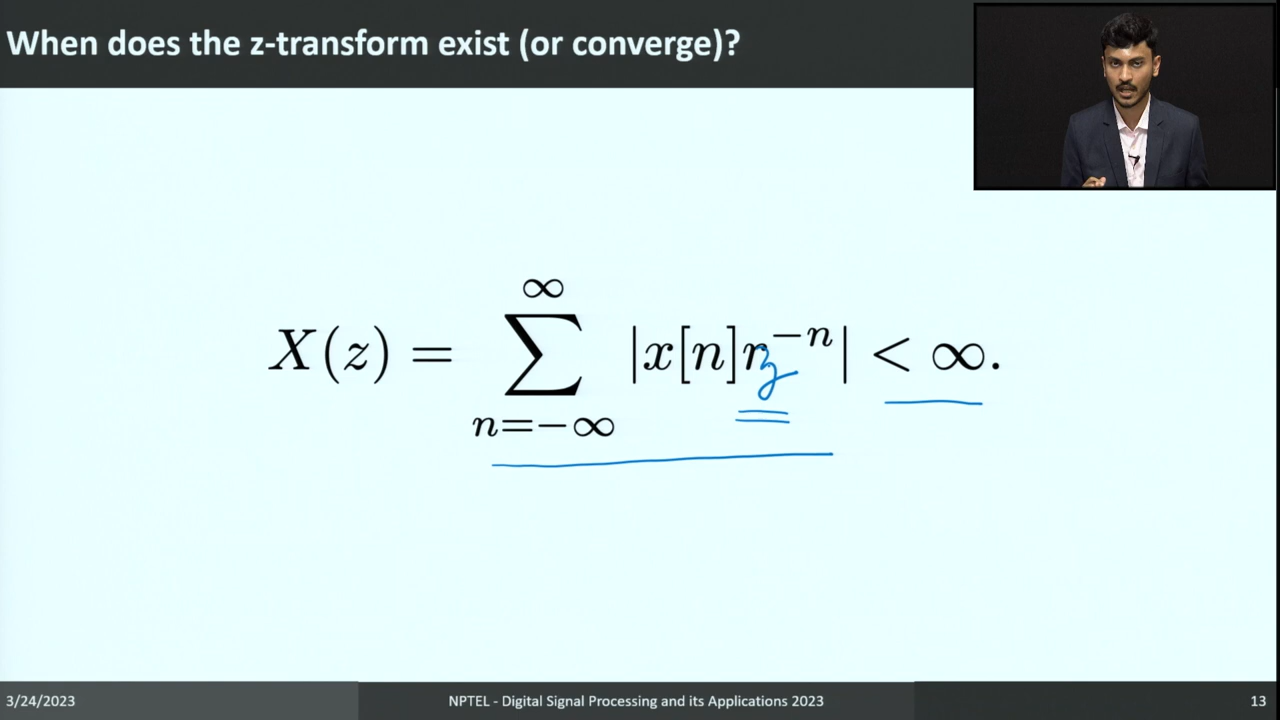 When does the z-transform exist (or converge)?
X(z) = ∑_{n=-∞}^{∞} |x[n]r^{-n}| < ∞.
z
3/24/2023
NPTEL - Digital Signal Processing and its Applications 2023
13